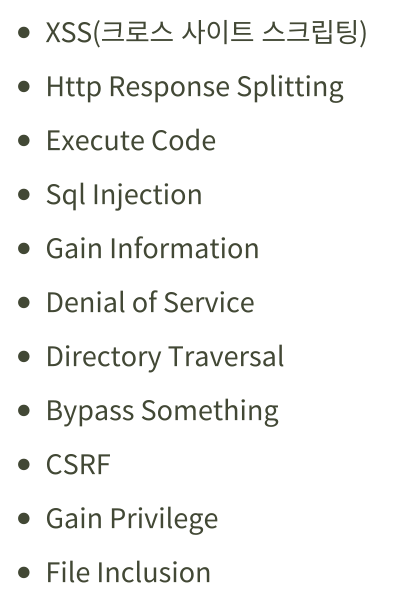 • XSS(크로스 사이트 스크립팅)
• Http Response Splitting
• Execute Code
• Sql Injection
• Gain Information
• Denial of Service
• Directory Traversal
• Bypass Something
• CSRF
• Gain Privilege
• File Inclusion